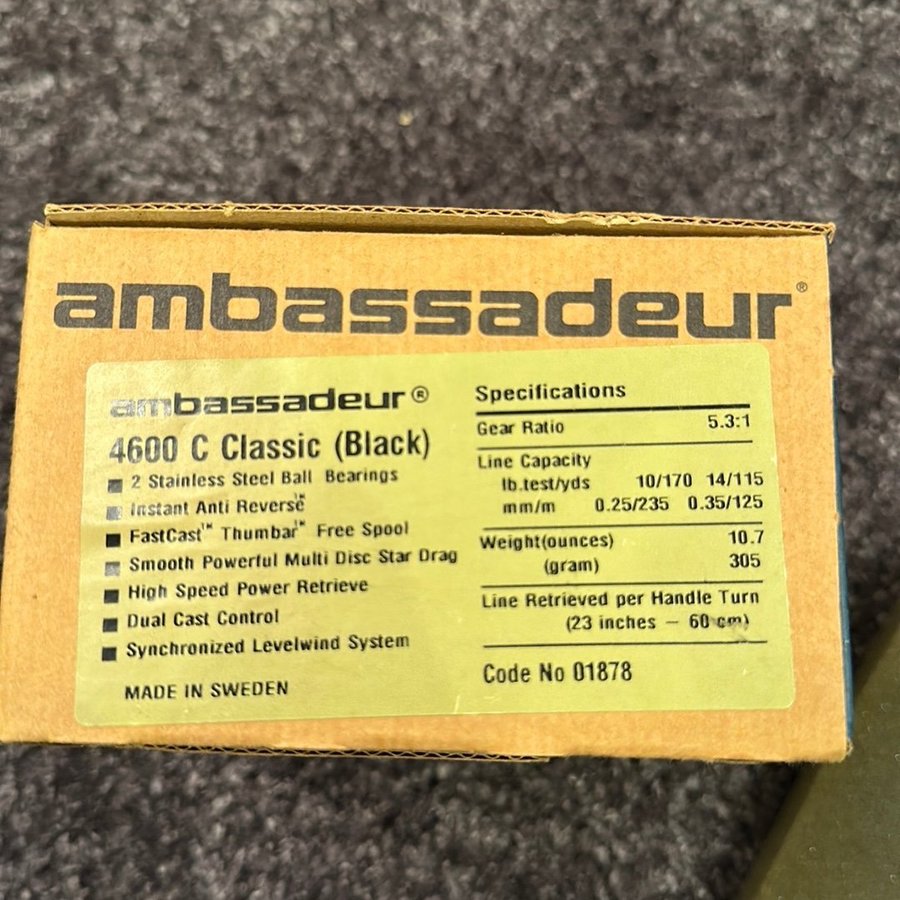 ambassadeur®
ambassadeur®
4600 C Classic (Black)
2 Stainless Steel Ball Bearings
Instant Anti Reverse™
FastCast™ Thumbar™ Free Spool
Smooth Powerful Multi Disc Star Drag
High Speed Power Retrieve
Dual Cast Control
Synchronized Levelwind System
MADE IN SWEDEN
Specifications
Gear Ratio 5.3:1
Line Capacity
lb.test/yds 10/170 14/115
mm/m 0.25/235 0.35/125
Weight(ounces) 10.7
(gram) 305
Line Retrieved per Handle Turn
(23 inches – 60 cm)
Code No 01878